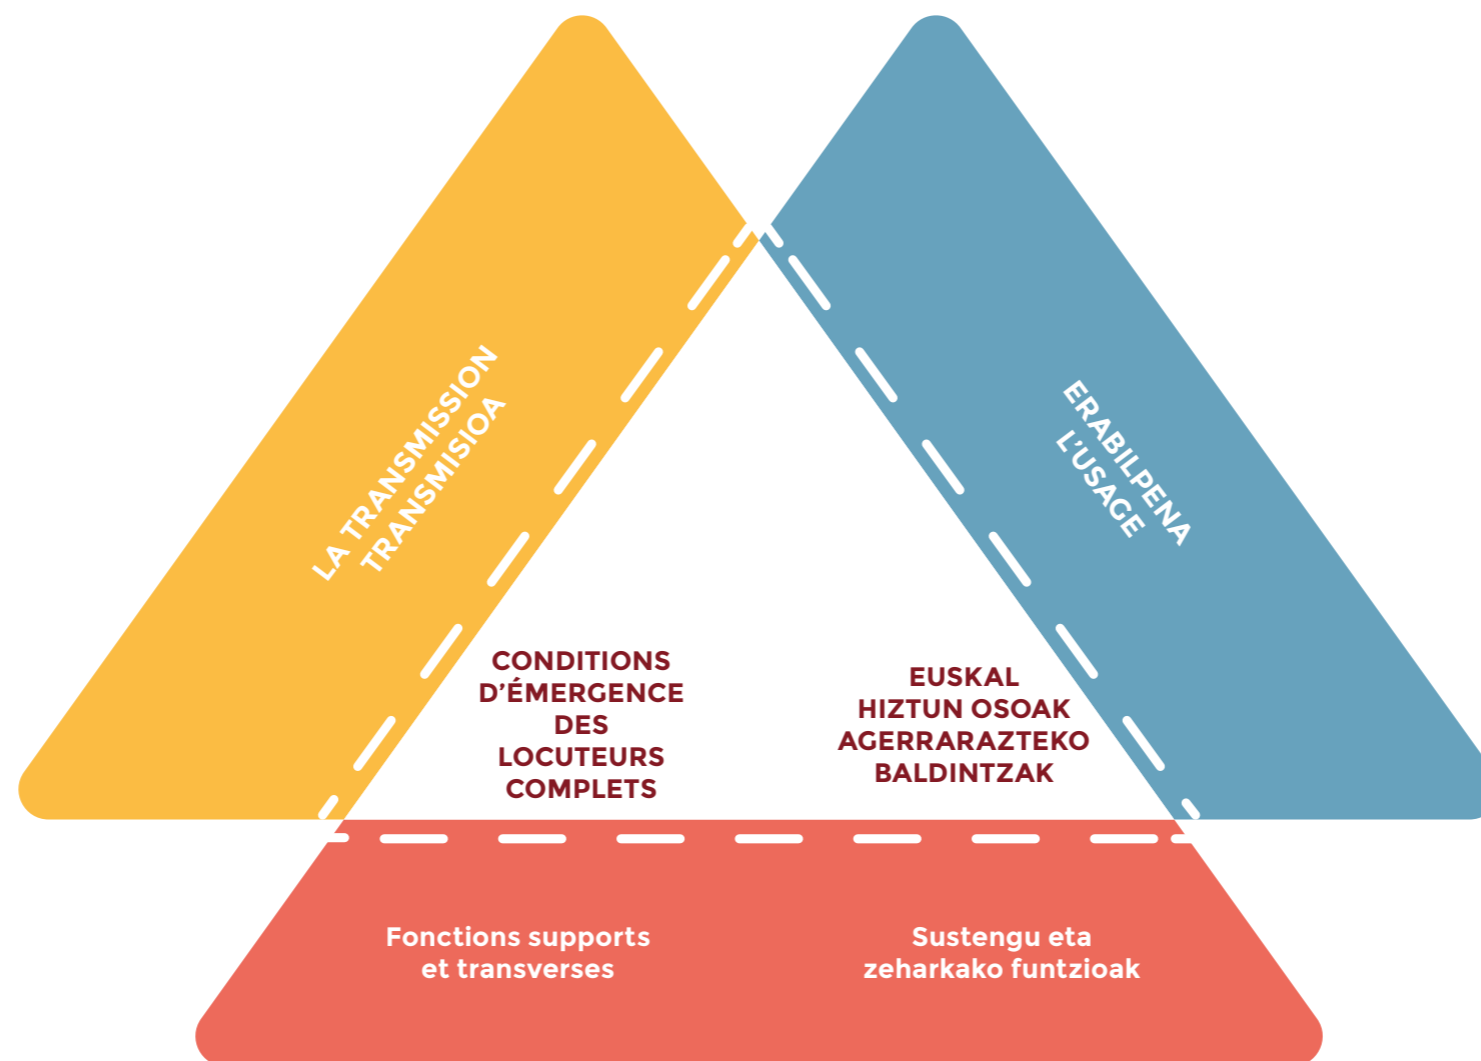 LA TRANSMISSION
TRANSMISIOA
ERABILPENA
L'USAGE
CONDITIONS
D'ÉMERGENCE
DES
LOCUTEURS
COMPLETS
EUSKAL
HIZTUN OSOAK
AGERRARAZTEKO
BALDINTZAK
Fonctions supports
et transverses
Sustengu eta
zeharkako funtzioak